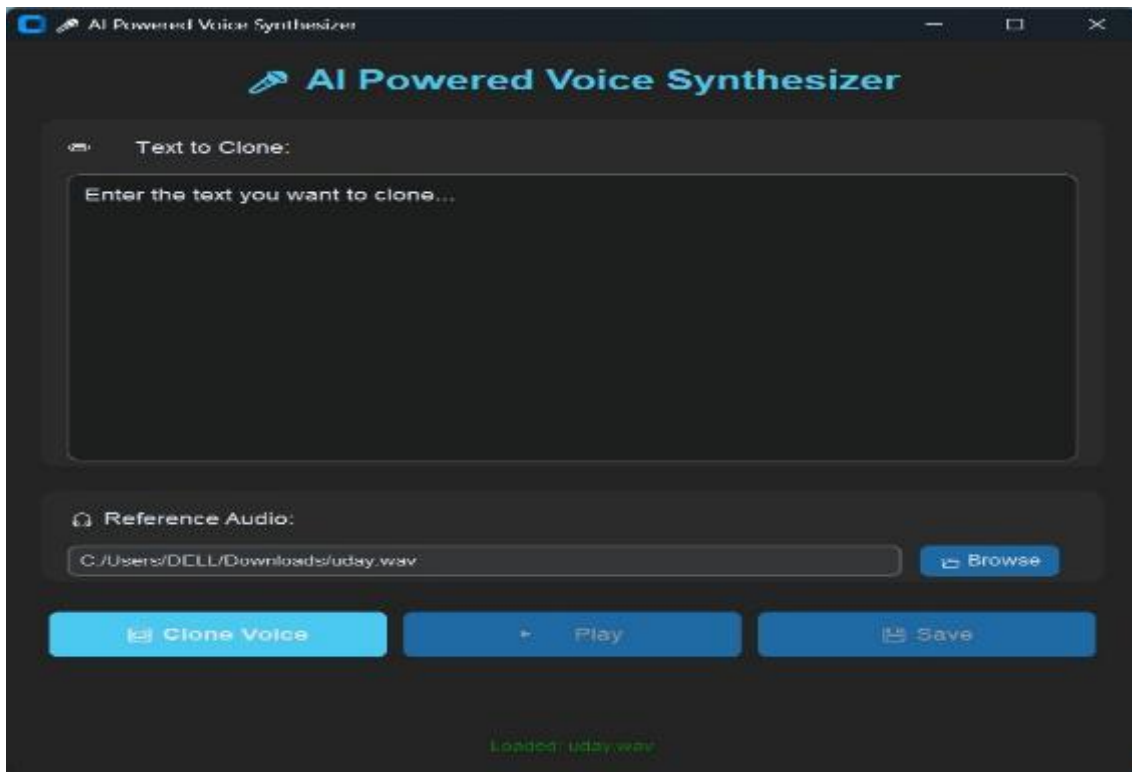 AI Powered Voice Synthesizer
AI Powered Voice Synthesizer
Text to Clone:
Enter the text you want to clone...
Reference Audio:
C:/Users/DELL/Downloads/uday.wav
Browse
Clone Voice
Play
Save
Loaded: uday.wav